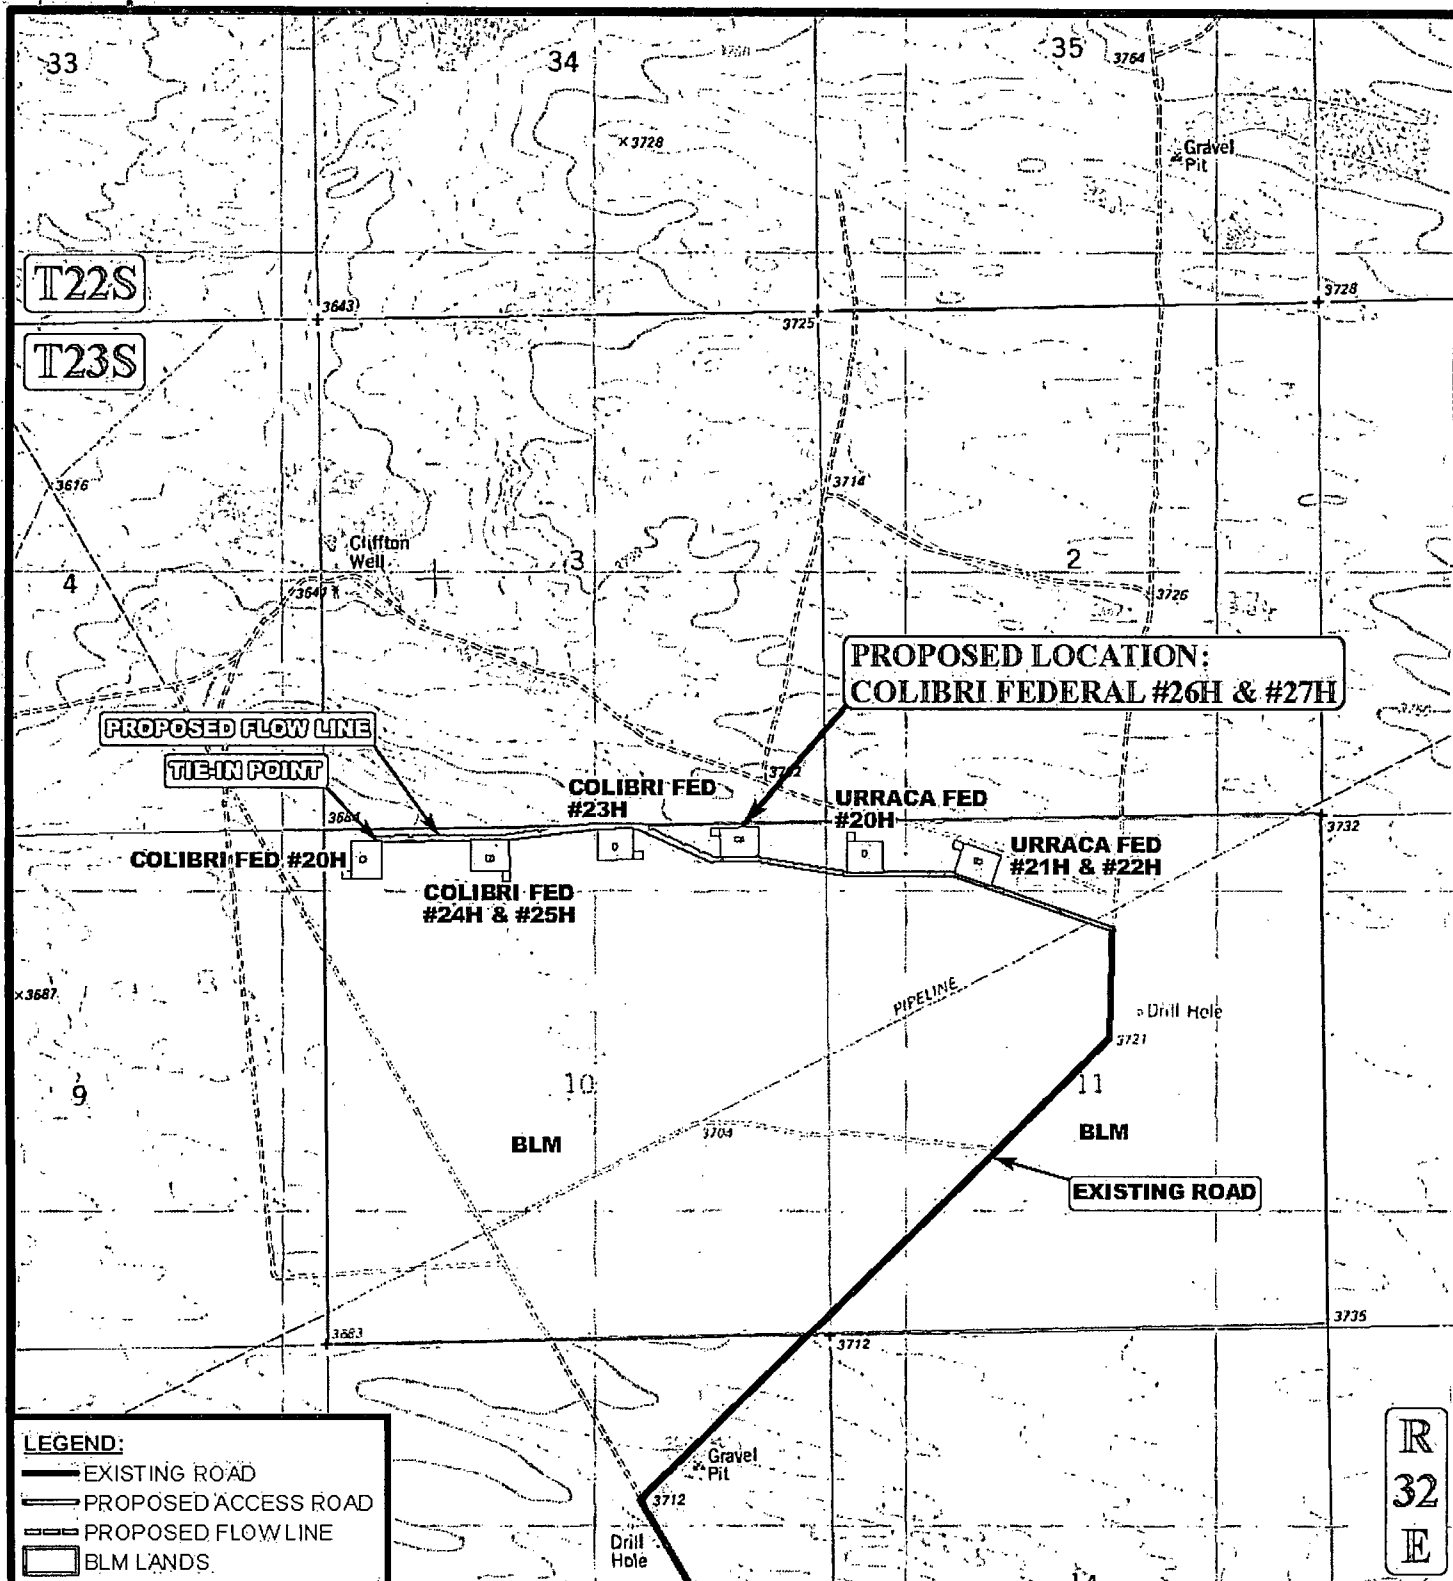 33
34
35
3764
×3728
Gravel
Pit
T22S
3643
3725
3728
T23S
3616
3714
Cliffton
Well
4
3
2
3726
PROPOSED LOCATION:
COLIBRI FEDERAL #26H & #27H
PROPOSED FLOW LINE
TIE-IN POINT
COLIBRI FED
#23H
URRACA FED
#20H
3684
3732
COLIBRI FED #20H
URRACA FED
#21H & #22H
COLIBRI FED
#24H & #25H
×3687
PIPELINE
Drill Hole
3721
9
10
11
3704
BLM
BLM
EXISTING ROAD
3683
3712
3735
LEGEND:
EXISTING ROAD
PROPOSED ACCESS ROAD
PROPOSED FLOW LINE
BLM LANDS
Gravel
Pit
3712
Drill
Hole
R
32
E
14